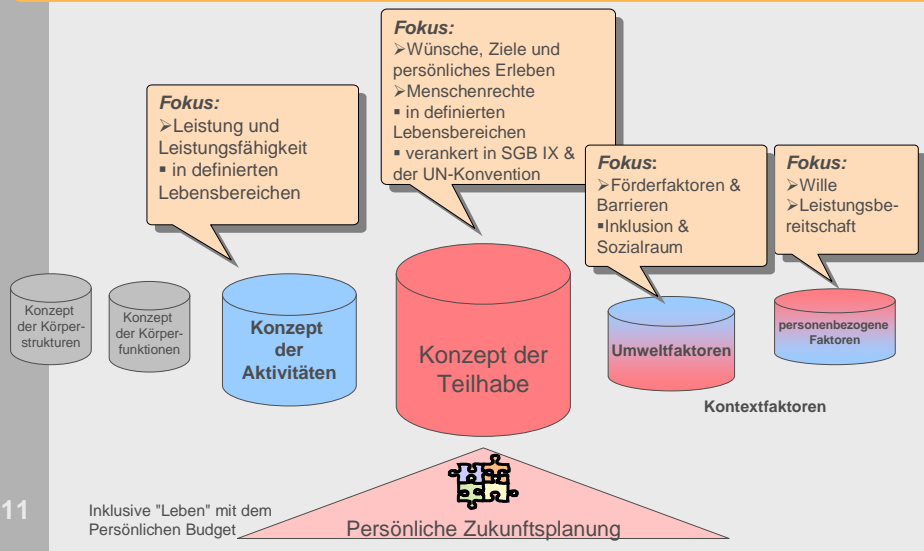 Fokus:
➢Wünsche, Ziele und
persönliches Erleben
➢Menschenrechte
▪ in definierten
Lebensbereichen
▪ verankert in SGB IX &
der UN-Konvention
Fokus:
➢Leistung und
Leistungsfähigkeit
▪ in definierten
Lebensbereichen
Fokus:
➢Förderfaktoren &
Barrieren
▪Inklusion &
Sozialraum
Fokus:
➢Wille
➢Leistungsbe-
reitschaft
Konzept
der Körper-
strukturen
Konzept
der Körper-
funktionen
Konzept
der
Aktivitäten
Konzept der
Teilhabe
Umweltfaktoren
personenbezogene
Faktoren
Kontextfaktoren
11
Inklusive "Leben" mit dem
Persönlichen Budget
Persönliche Zukunftsplanung